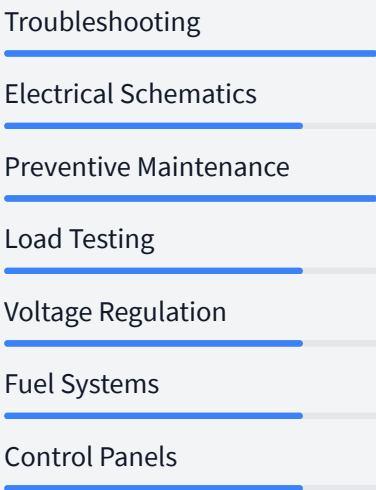 Troubleshooting
Electrical Schematics
Preventive Maintenance
Load Testing
Voltage Regulation
Fuel Systems
Control Panels